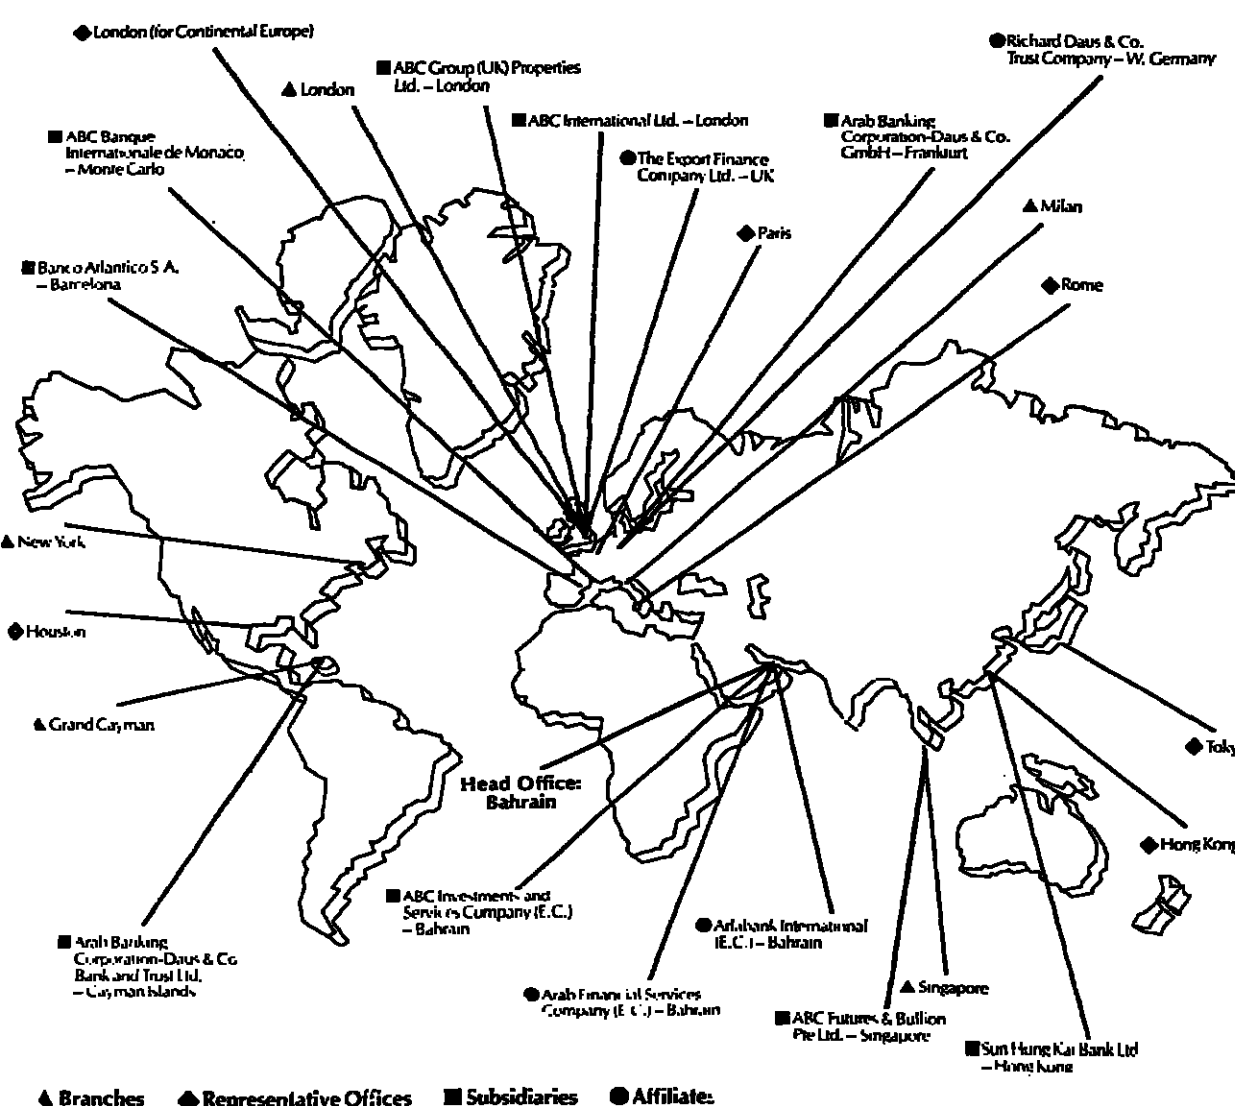 London (for Continental Europe)
London
ABC Group (UK) Properties
Ltd. – London
Richard Daus & Co.
Trust Company – W. Germany
ABC Banque
Internationale de Monaco
– Monte Carlo
ABC International Ltd. – London
The Export Finance
Company Ltd. – UK
Arab Banking
Corporation-Daus & Co.
GmbH – Frankfurt
Milan
Paris
Banco Atlantico S.A.
– Barcelona
Rome
New York
Houston
Grand Cayman
Head Office:
Bahrain
Toky
Hong Kong
ABC Investments and
Services Company (E.C.)
– Bahrain
Arlabank International
(E.C.) – Bahrain
Arab Banking
Corporation-Daus & Co
Bank and Trust Ltd.
– Cayman Islands
Arab Financial Services
Company (E.C.) – Bahrain
Singapore
ABC Futures & Bullion
Pte Ltd. – Singapore
Sun Hung Kai Bank Ltd
– Hong Kong
Branches
Representative Offices
Subsidiaries
Affiliates